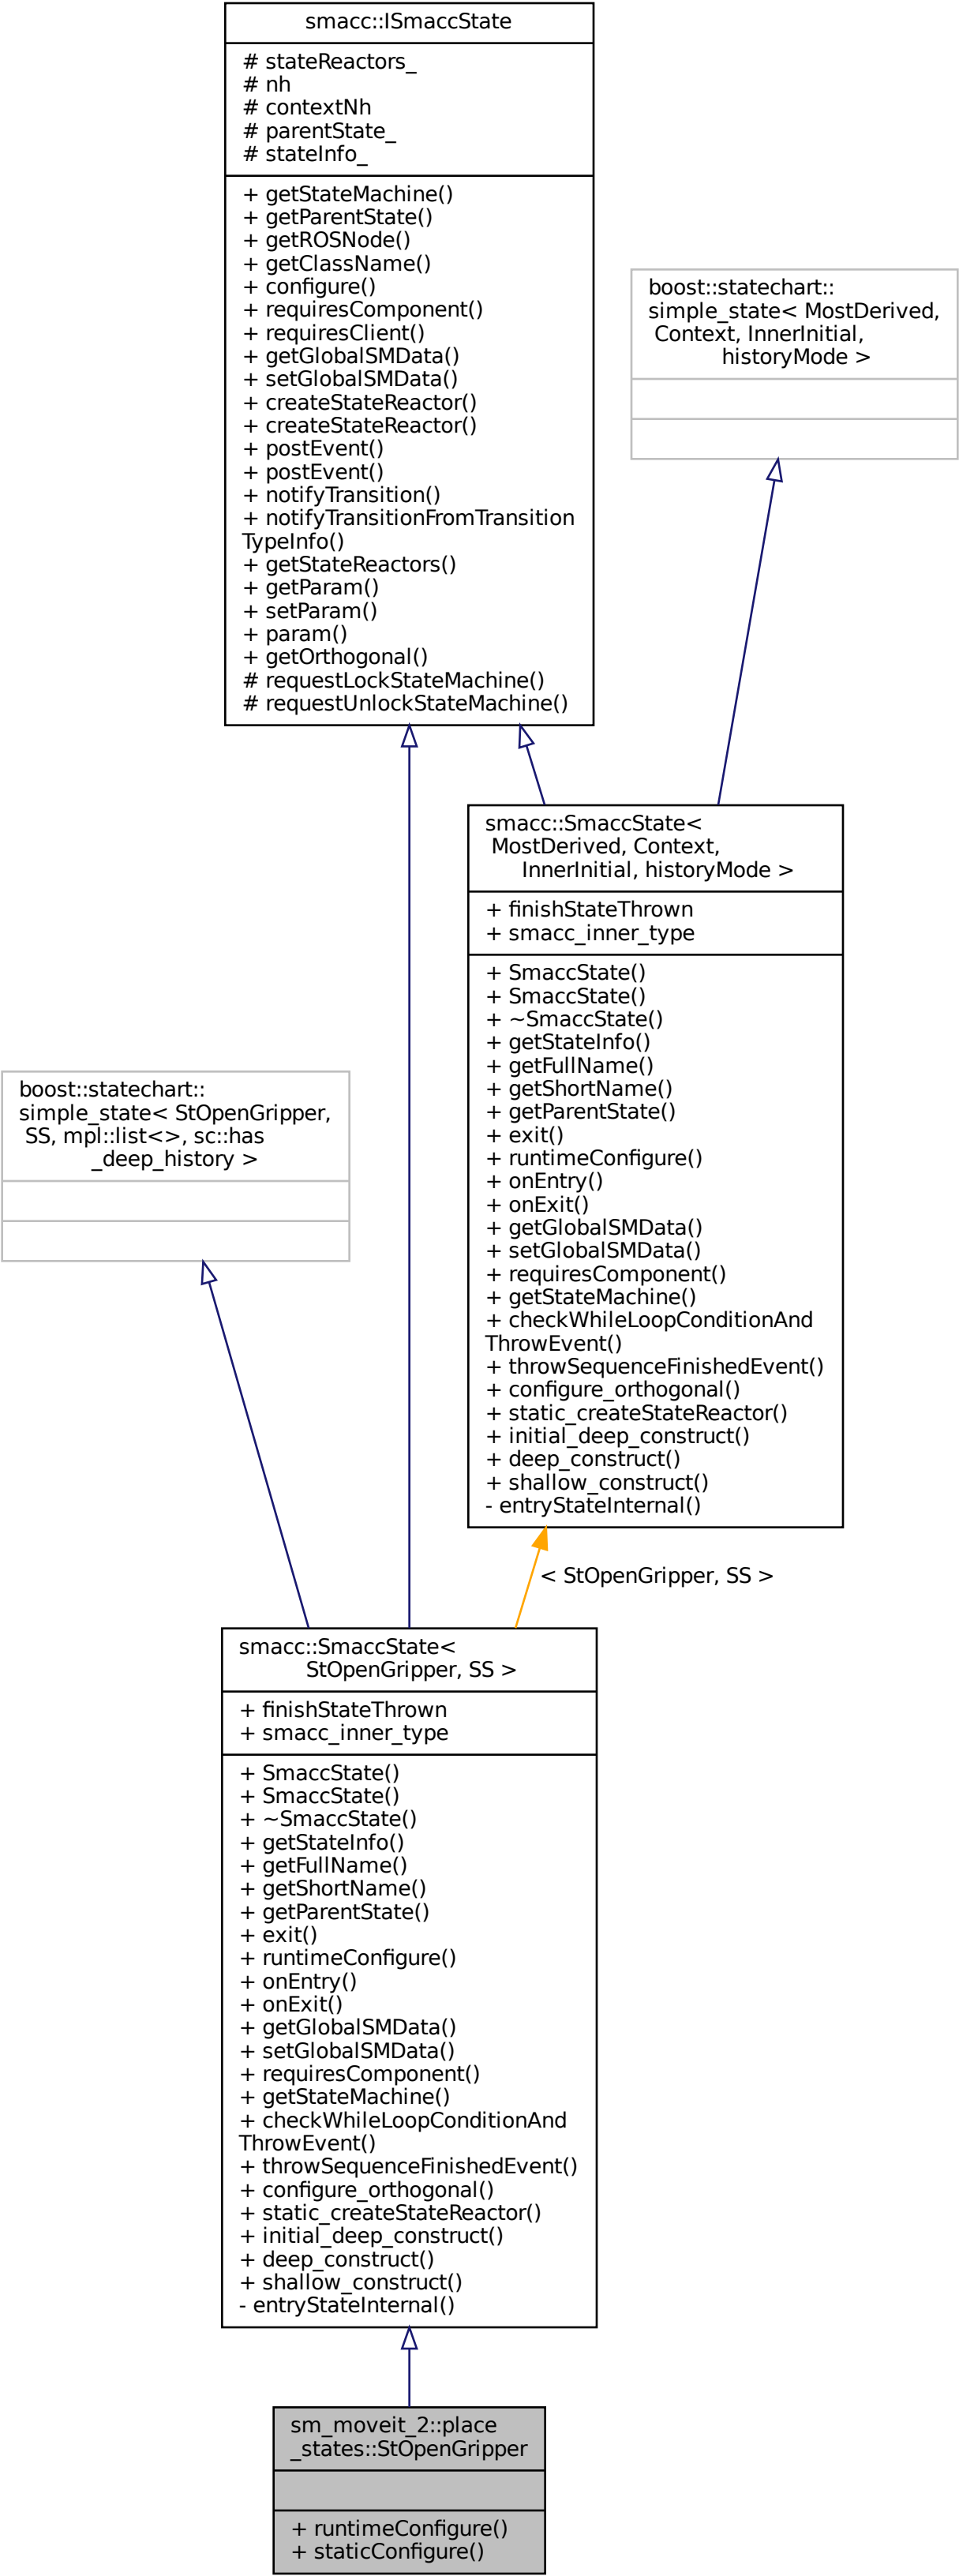 smacc::ISmaccState
# stateReactors_
# nh
# contextNh
# parentState_
# stateInfo_
+ getStateMachine()
+ getParentState()
+ getROSNode()
+ getClassName()
+ configure()
+ requiresComponent()
+ requiresClient()
+ getGlobalSMData()
+ setGlobalSMData()
+ createStateReactor()
+ createStateReactor()
+ postEvent()
+ postEvent()
+ notifyTransition()
+ notifyTransitionFromTransition
TypeInfo()
+ getStateReactors()
+ getParam()
+ setParam()
+ param()
+ getOrthogonal()
# requestLockStateMachine()
# requestUnlockStateMachine()
boost::statechart::
simple_state< MostDerived,
Context, InnerInitial,
historyMode >
smacc::SmaccState<
MostDerived, Context,
InnerInitial, historyMode >
+ finishStateThrown
+ smacc_inner_type
+ SmaccState()
+ SmaccState()
+ ~SmaccState()
+ getStateInfo()
+ getFullName()
+ getShortName()
+ getParentState()
+ exit()
+ runtimeConfigure()
+ onEntry()
+ onExit()
+ getGlobalSMData()
+ setGlobalSMData()
+ requiresComponent()
+ getStateMachine()
+ checkWhileLoopConditionAnd
ThrowEvent()
+ throwSequenceFinishedEvent()
+ configure_orthogonal()
+ static_createStateReactor()
+ initial_deep_construct()
+ deep_construct()
+ shallow_construct()
- entryStateInternal()
boost::statechart::
simple_state< StOpenGripper,
SS, mpl::list<>, sc::has
_deep_history >
< StOpenGripper, SS >
smacc::SmaccState<
StOpenGripper, SS >
+ finishStateThrown
+ smacc_inner_type
+ SmaccState()
+ SmaccState()
+ ~SmaccState()
+ getStateInfo()
+ getFullName()
+ getShortName()
+ getParentState()
+ exit()
+ runtimeConfigure()
+ onEntry()
+ onExit()
+ getGlobalSMData()
+ setGlobalSMData()
+ requiresComponent()
+ getStateMachine()
+ checkWhileLoopConditionAnd
ThrowEvent()
+ throwSequenceFinishedEvent()
+ configure_orthogonal()
+ static_createStateReactor()
+ initial_deep_construct()
+ deep_construct()
+ shallow_construct()
- entryStateInternal()
sm_moveit_2::place
_states::StOpenGripper
+ runtimeConfigure()
+ staticConfigure()